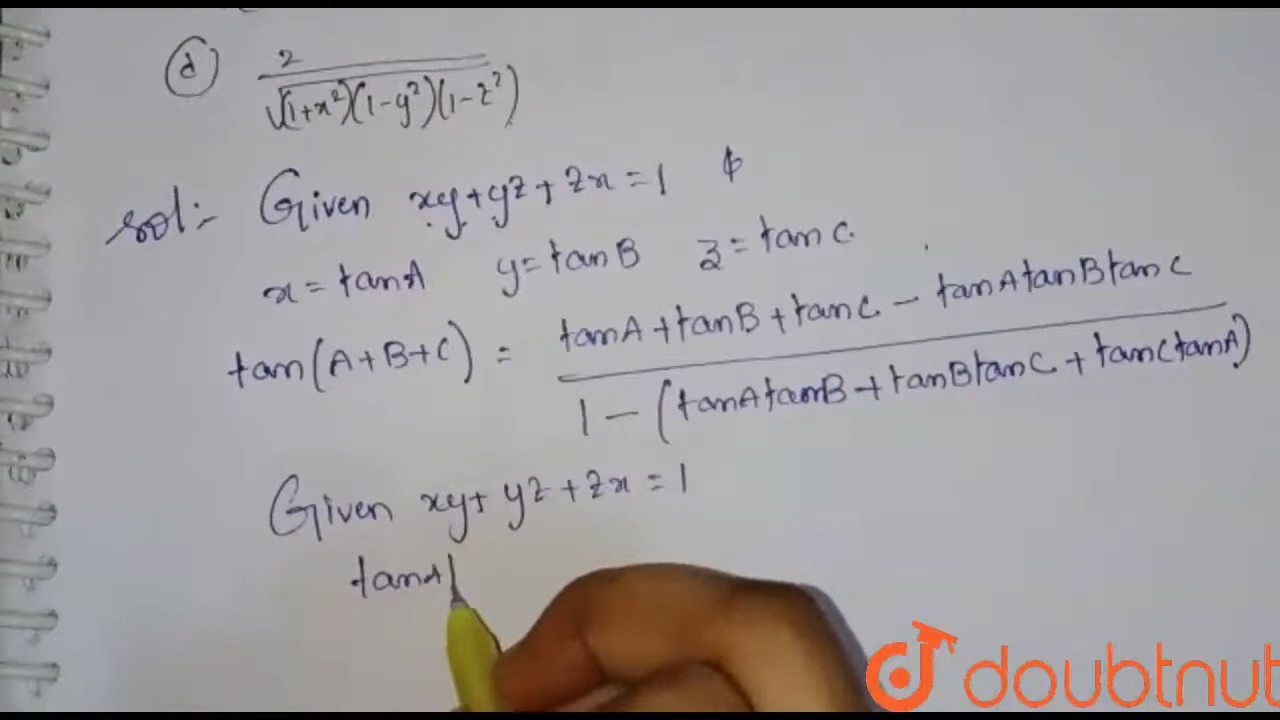 (d) 2/√(1+x²)(1-y²)(1-z²)
Sol:- Given xy+yz+zx=1 &
x=tanA y=tanB z=tanC.
tan(A+B+C) = (tanA+tanB+tanC-tanAtanBtanC)/(1-(tanAtanB+tanBtanC+tanCtanA))
Given xy+yz+zx=1
tanA
doubtnut